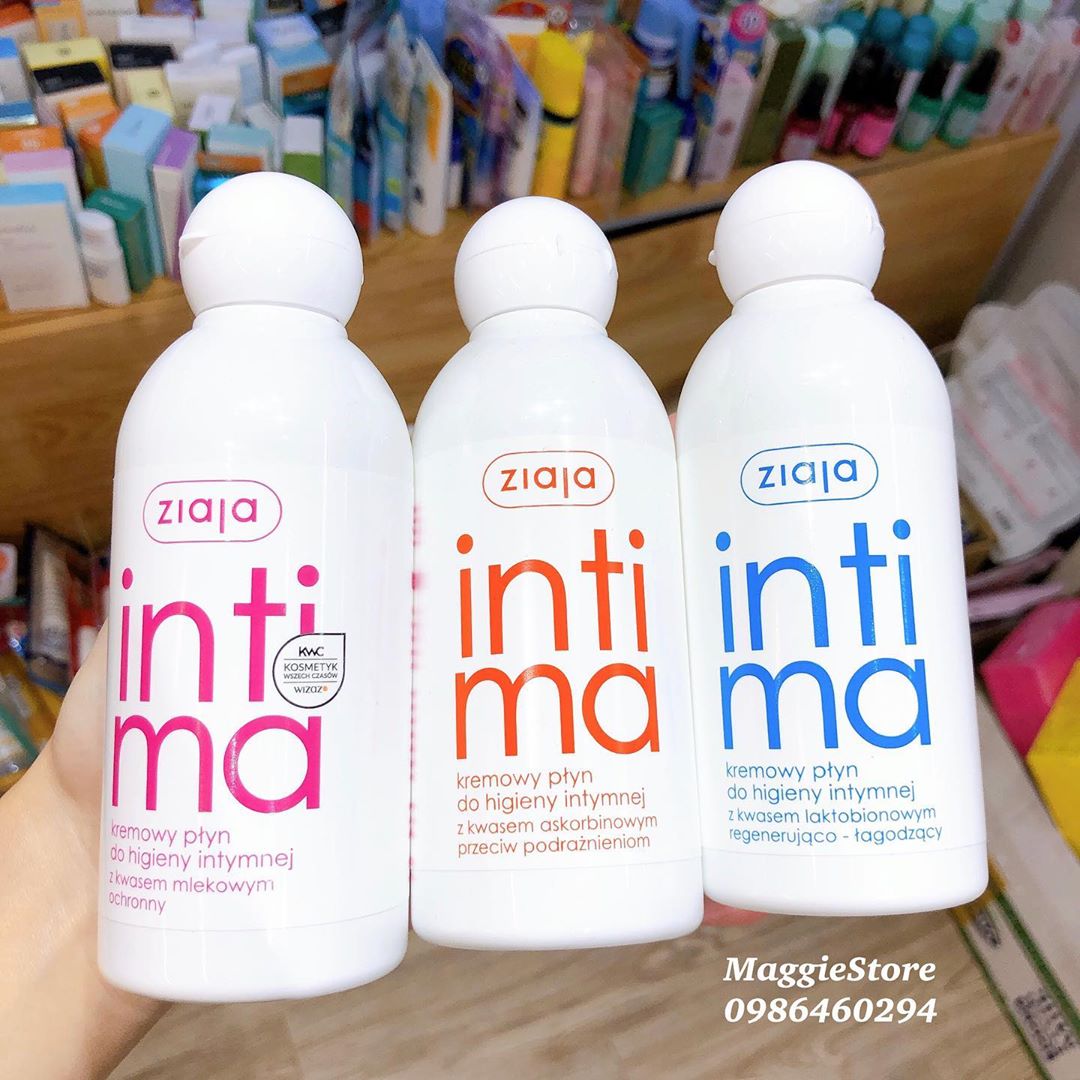 ziaja
inti
ma
KWC
KOSMETYK
WSZECH CZASÓW
WIZAZ
kremowy płyn
do higieny intymnej
z kwasem mlekowym
ochronny
ziaja
inti
ma
kremowy płyn
do higieny intymnej
z kwasem askorbinowym
przeciw podrażnieniom
ziaja
inti
ma
kremowy płyn
do higieny intymnej
z kwasem laktobionowym
regenerująco - łagodzący
MaggieStore
0986460294